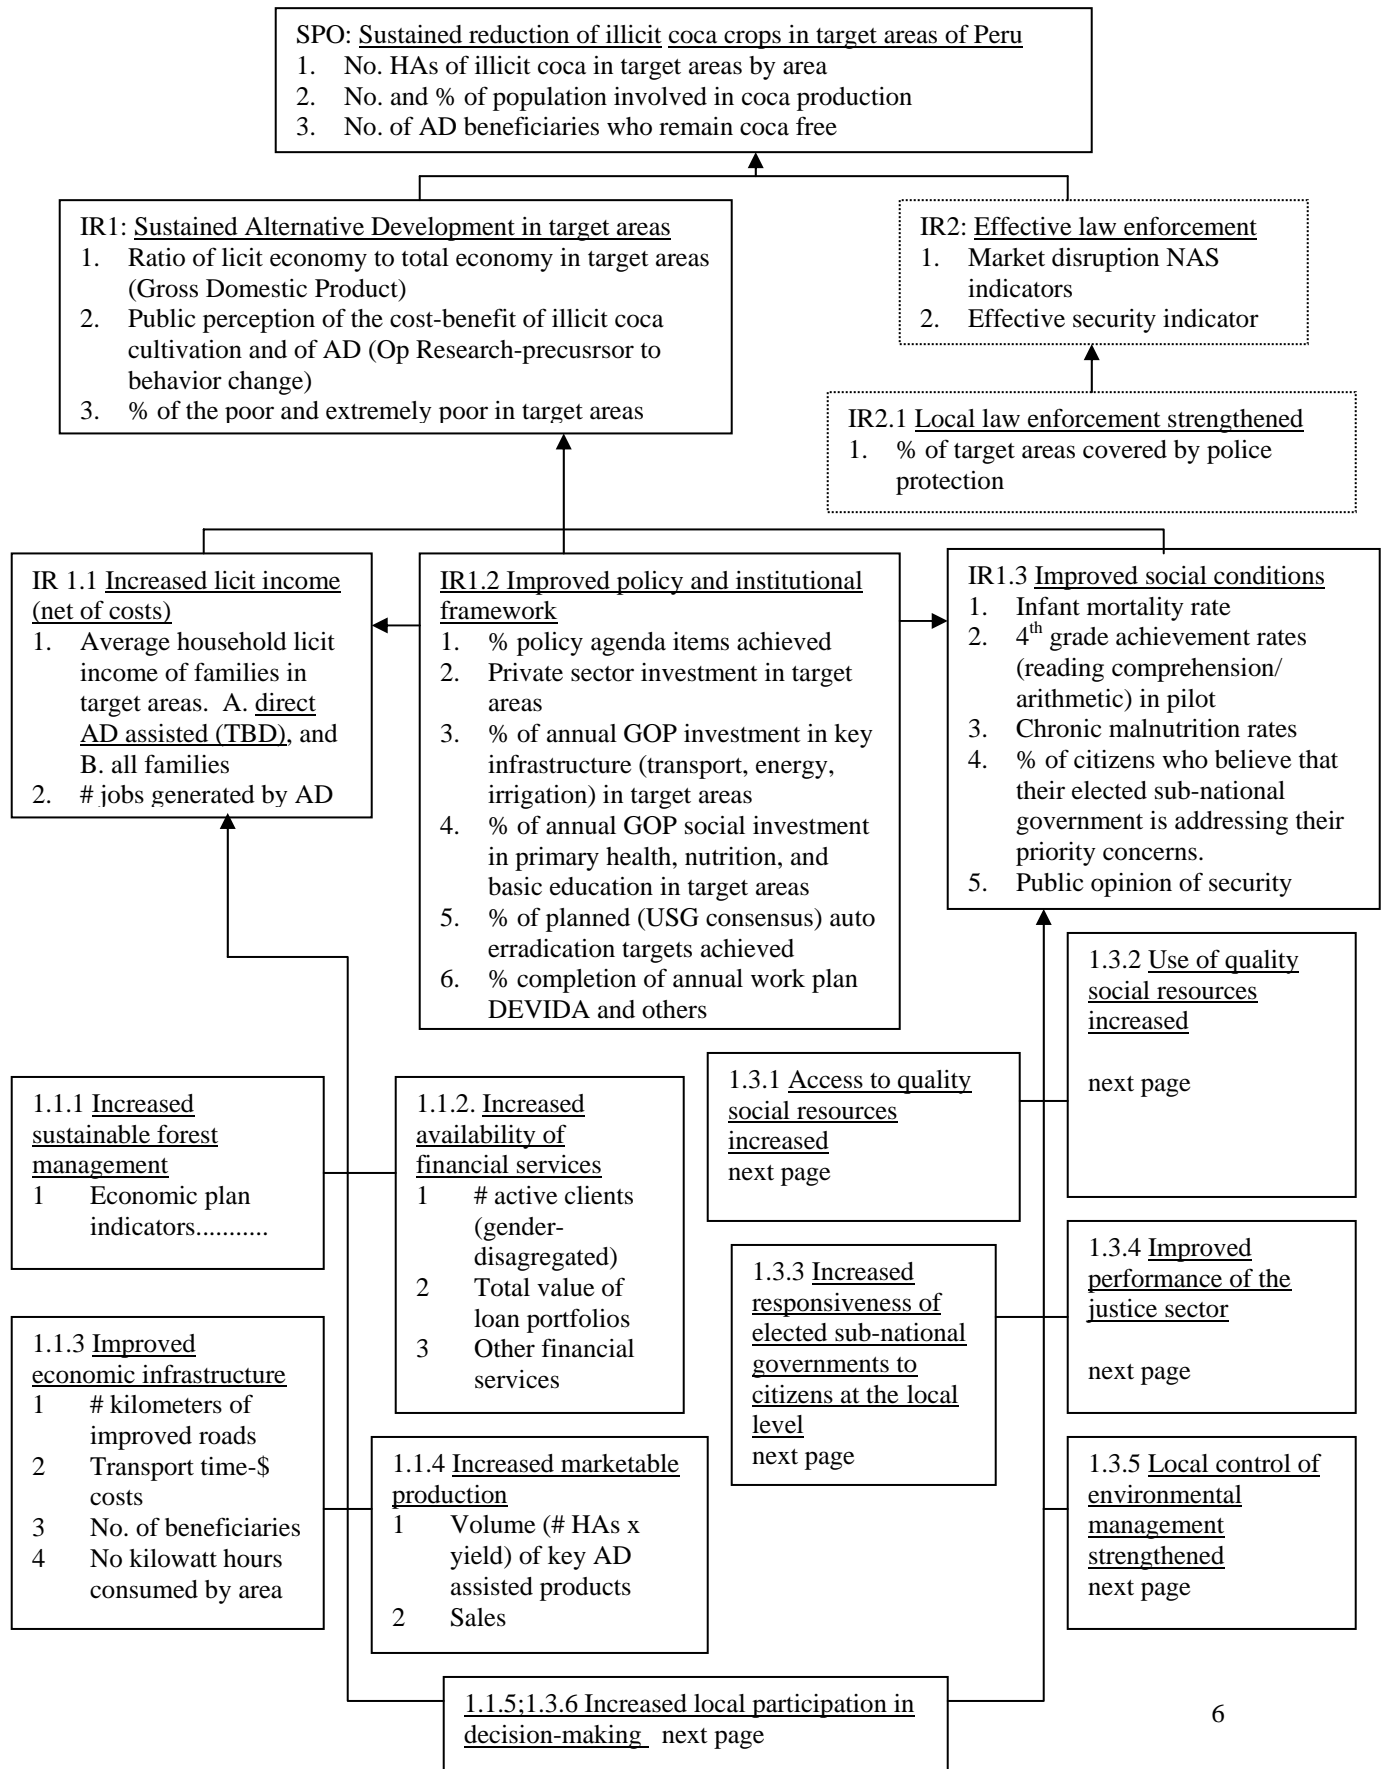 SPO: Sustained reduction of illicit coca crops in target areas of Peru
1. No. HAs of illicit coca in target areas by area
2. No. and % of population involved in coca production
3. No. of AD beneficiaries who remain coca free
IR1: Sustained Alternative Development in target areas
1. Ratio of licit economy to total economy in target areas
(Gross Domestic Product)
2. Public perception of the cost-benefit of illicit coca
cultivation and of AD (Op Research-precusrsor to
behavior change)
3. % of the poor and extremely poor in target areas
IR2: Effective law enforcement
1. Market disruption NAS
indicators
2. Effective security indicator
IR2.1 Local law enforcement strengthened
1. % of target areas covered by police
protection
IR 1.1 Increased licit income
(net of costs)
1. Average household licit
income of families in
target areas. A. direct
AD assisted (TBD), and
B. all families
2. # jobs generated by AD
IR1.2 Improved policy and institutional
framework
1. % policy agenda items achieved
2. Private sector investment in target
areas
3. % of annual GOP investment in key
infrastructure (transport, energy,
irrigation) in target areas
4. % of annual GOP social investment
in primary health, nutrition, and
basic education in target areas
5. % of planned (USG consensus) auto
erradication targets achieved
6. % completion of annual work plan
DEVIDA and others
IR1.3 Improved social conditions
1. Infant mortality rate
2. 4th grade achievement rates
(reading comprehension/
arithmetic) in pilot
3. Chronic malnutrition rates
4. % of citizens who believe that
their elected sub-national
government is addressing their
priority concerns.
5. Public opinion of security
1.1.1 Increased
sustainable forest
management
1 Economic plan
indicators...........
1.1.2. Increased
availability of
financial services
1 # active clients
(gender-
disagregated)
2 Total value of
loan portfolios
3 Other financial
services
1.3.1 Access to quality
social resources
increased
next page
1.3.2 Use of quality
social resources
increased
next page
1.1.3 Improved
economic infrastructure
1 # kilometers of
improved roads
2 Transport time-$
costs
3 No. of beneficiaries
4 No kilowatt hours
consumed by area
1.1.4 Increased marketable
production
1 Volume (# HAs x
yield) of key AD
assisted products
2 Sales
1.3.3 Increased
responsiveness of
elected sub-national
governments to
citizens at the local
level
next page
1.3.4 Improved
performance of the
justice sector
next page
1.3.5 Local control of
environmental
management
strengthened
next page
1.1.5;1.3.6 Increased local participation in
decision-making next page
6